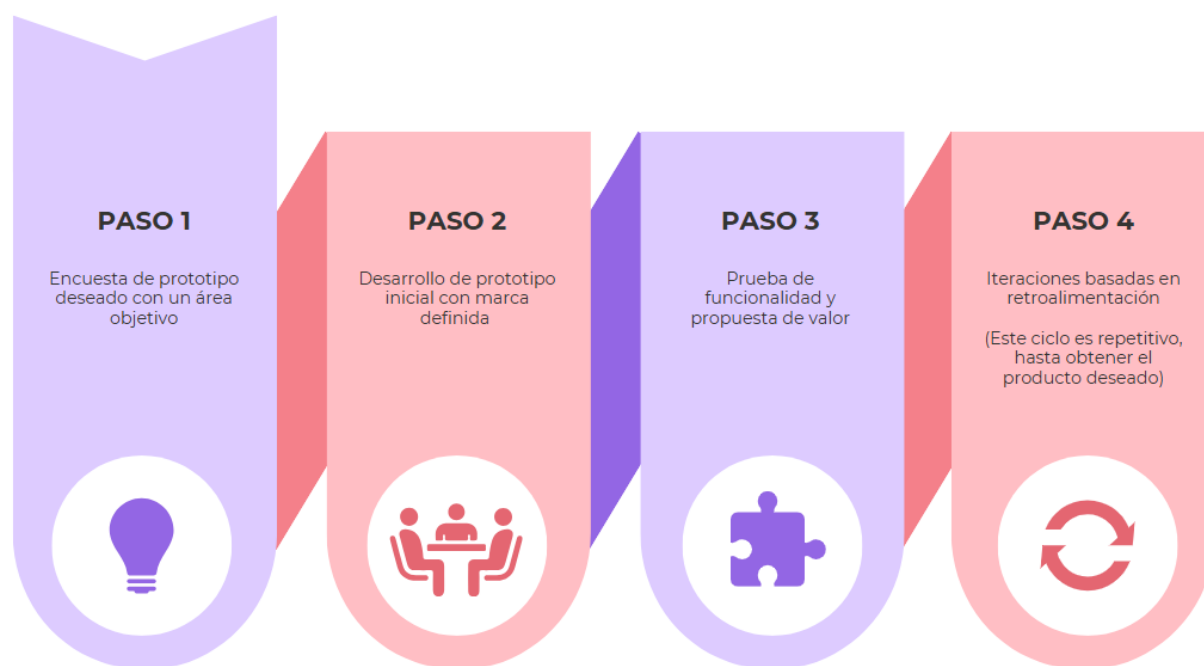 PASO 1
Encuesta de prototipo
deseado con un área
objetivo
PASO 2
Desarrollo de prototipo
inicial con marca
definida
PASO 3
Prueba de
funcionalidad y
propuesta de valor
PASO 4
Iteraciones basadas en
retroalimentación
(Este ciclo es repetitivo,
hasta obtener el
producto deseado)